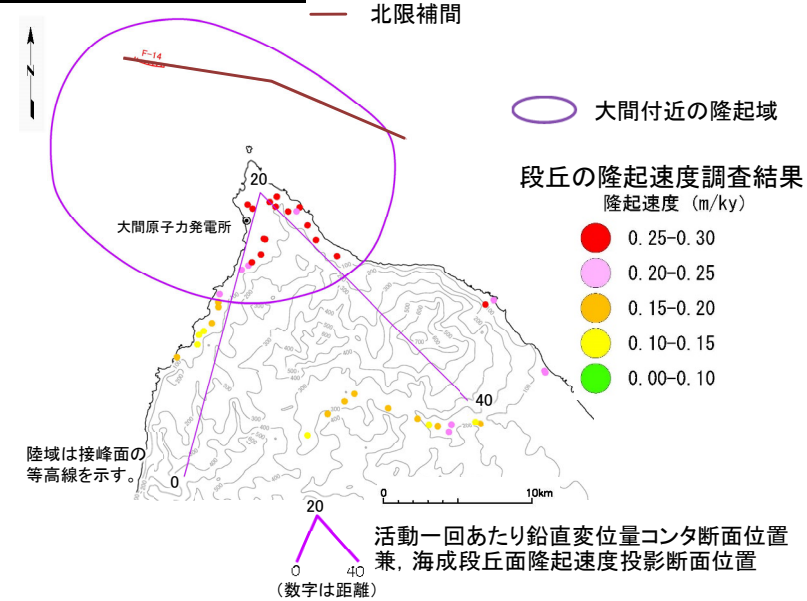 北限補間
N
F-14
大間付近の隆起域
段丘の隆起速度調査結果
隆起速度 (m/ky)
0.25-0.30
0.20-0.25
0.15-0.20
0.10-0.15
0.00-0.10
20
大間原子力発電所
40
陸域は接峰面の
等高線を示す。
0
0
10km
20
0
40
(数字は距離)
活動一回あたり鉛直変位量コンタ断面位置
兼, 海成段丘面隆起速度投影断面位置